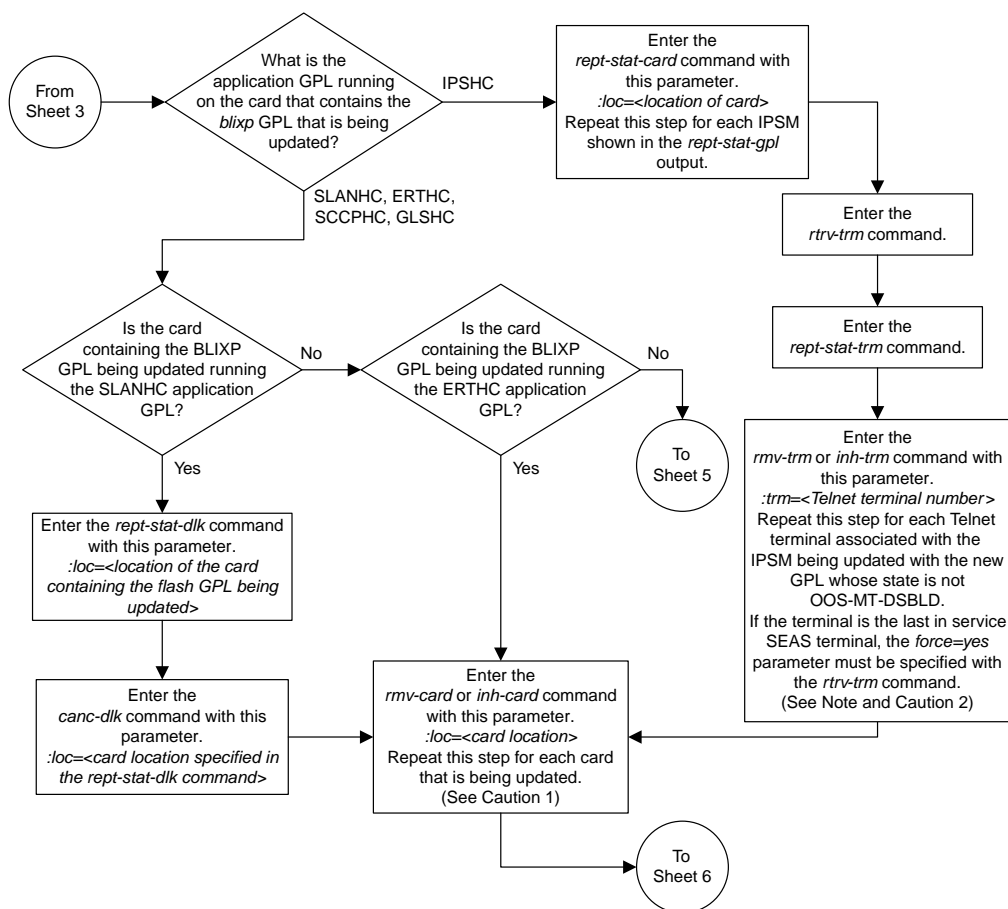 From
Sheet 3
What is the
application GPL running
on the card that contains the
blixp GPL that is being
updated?
IPSHC
Enter the
rept-stat-card command with
this parameter.
:loc=<location of card>
Repeat this step for each IPSM
shown in the rept-stat-gpl
output.
SLANHC, ERTHC,
SCCPHC, GLSHC
Enter the
rtrv-trm command.
Enter the
rept-stat-trm command.
Is the card
containing the BLIXP
GPL being updated running
the SLANHC application
GPL?
No
Is the card
containing the BLIXP
GPL being updated running
the ERTHC application
GPL?
No
To
Sheet 5
Yes
Yes
Enter the
rmv-trm or inh-trm command with
this parameter.
:trm=<Telnet terminal number>
Repeat this step for each Telnet
terminal associated with the
IPSM being updated with the new
GPL whose state is not
OOS-MT-DSBLD.
If the terminal is the last in service
SEAS terminal, the force=yes
parameter must be specified with
the rtrv-trm command.
(See Note and Caution 2)
Enter the rept-stat-dlk command
with this parameter.
:loc=<location of the card
containing the flash GPL being
updated>
Enter the
canc-dlk command with this
parameter.
:loc=<card location specified in
the rept-stat-dlk command>
Enter the
rmv-card or inh-card command
with this parameter.
:loc=<card location>
Repeat this step for each card
that is being updated.
(See Caution 1)
To
Sheet 6